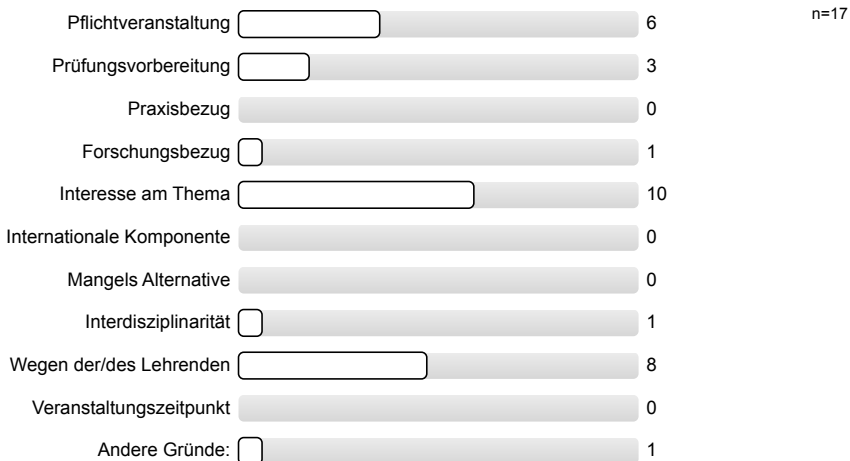 Pflichtveranstaltung 6 n=17
Prüfungsvorbereitung 3
Praxisbezug 0
Forschungsbezug 1
Interesse am Thema 10
Internationale Komponente 0
Mangels Alternative 0
Interdisziplinarität 1
Wegen der/des Lehrenden 8
Veranstaltungszeitpunkt 0
Andere Gründe: 1